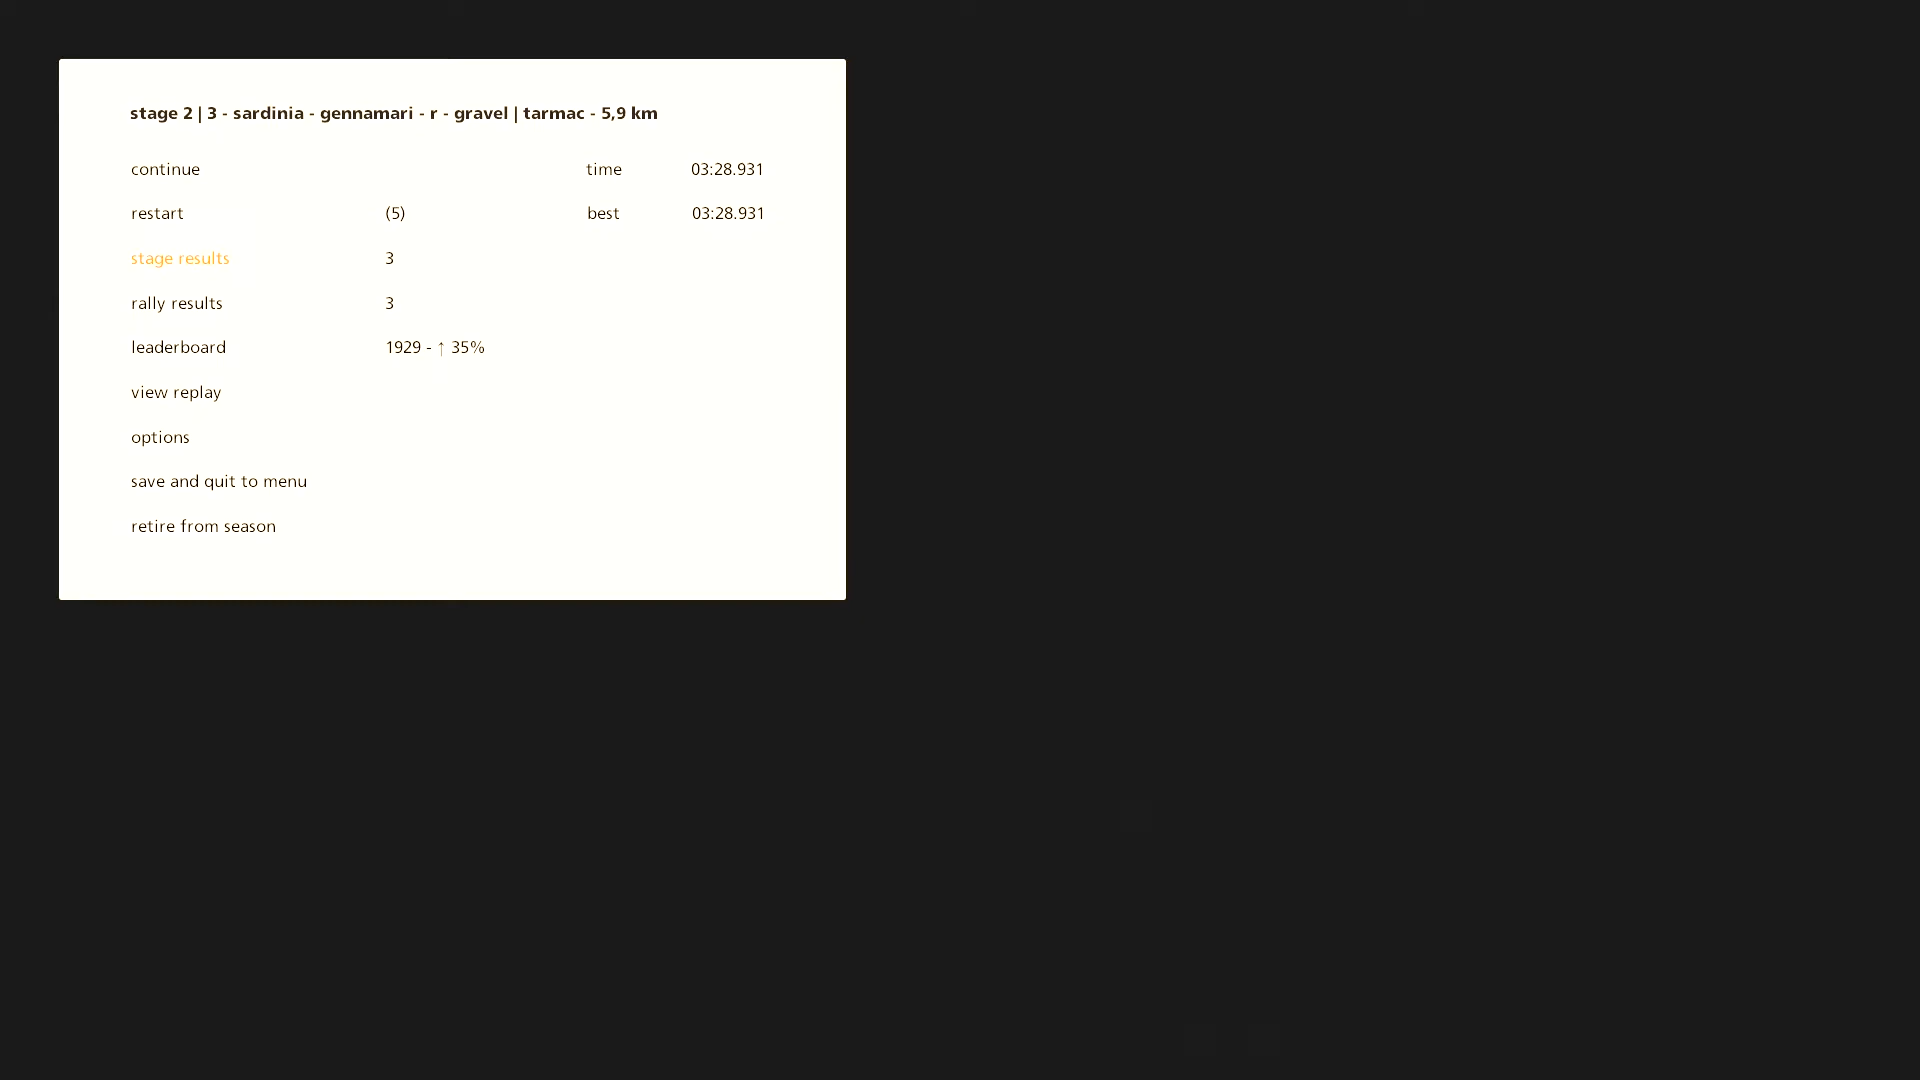 stage 2 | 3 - sardinia - gennamari - r - gravel | tarmac - 5,9 km
continue time 03:28.931
restart (5) best 03:28.931
stage results 3
rally results 3
leaderboard 1929 - ↑ 35%
view replay
options
save and quit to menu
retire from season